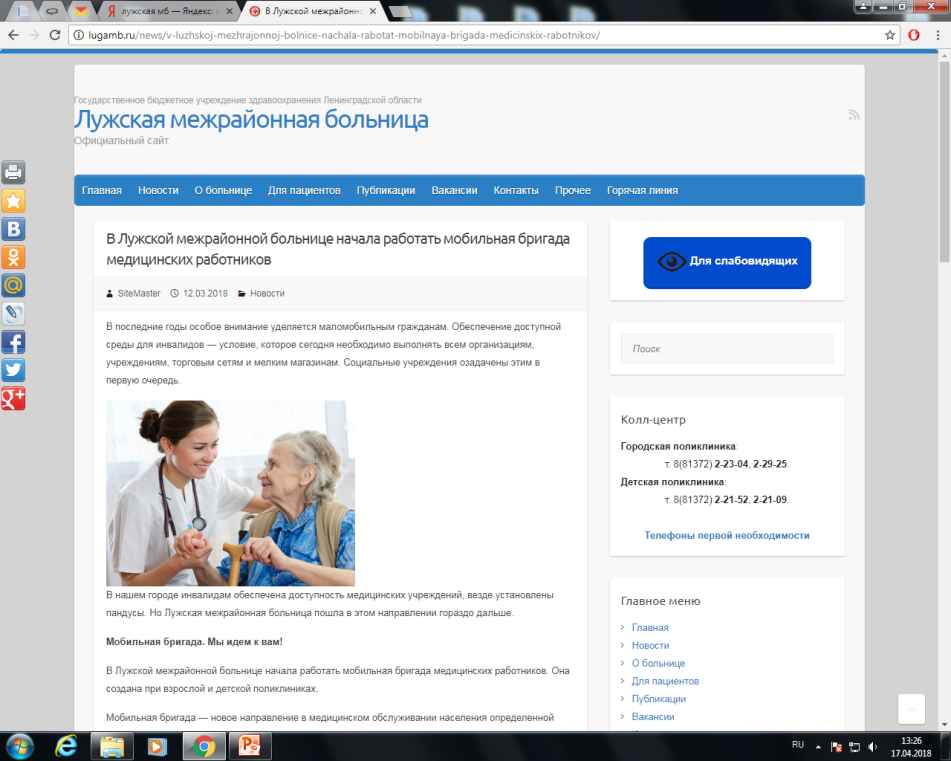 лужская мб — Яндекс: н
В Лужской межрайонно
lugamb.ru/news/v-luzhskoj-mezhrajonnoj-bolnice-nachala-rabotat-mobilnaya-brigada-medicinskix-rabotnikov/
Государственное бюджетное учреждение здравоохранения Ленинградской области
Лужская межрайонная больница
Официальный сайт
Главная Новости О больнице Для пациентов Публикации Вакансии Контакты Прочее Горячая линия
В Лужской межрайонной больнице начала работать мобильная бригада
медицинских работников
SiteMaster 12.03.2018 Новости
В последние годы особое внимание уделяется маломобильным гражданам. Обеспечение доступной
среды для инвалидов — условие, которое сегодня необходимо выполнять всем организациям,
учреждениям, торговым сетям и мелким магазинам. Социальные учреждения озадачены этим в
первую очередь.
В нашем городе инвалидам обеспечена доступность медицинских учреждений, везде установлены
пандусы. Но Лужская межрайонная больница пошла в этом направлении гораздо дальше.
Мобильная бригада. Мы идем к вам!
В Лужской межрайонной больнице начала работать мобильная бригада медицинских работников. Она
создана при взрослой и детской поликлиниках.
Мобильная бригада — новое направление в медицинском обслуживании населения определенной
Для слабовидящих
Поиск
Колл-центр
Городская поликлиника:
т. 8(81372) 2-23-04, 2-29-25.
Детская поликлиника:
т. 8(81372) 2-21-52, 2-21-09.
Телефоны первой необходимости
Главное меню
Главная
Новости
О больнице
Для пациентов
Публикации
Вакансии
RU
13:26
17.04.2018